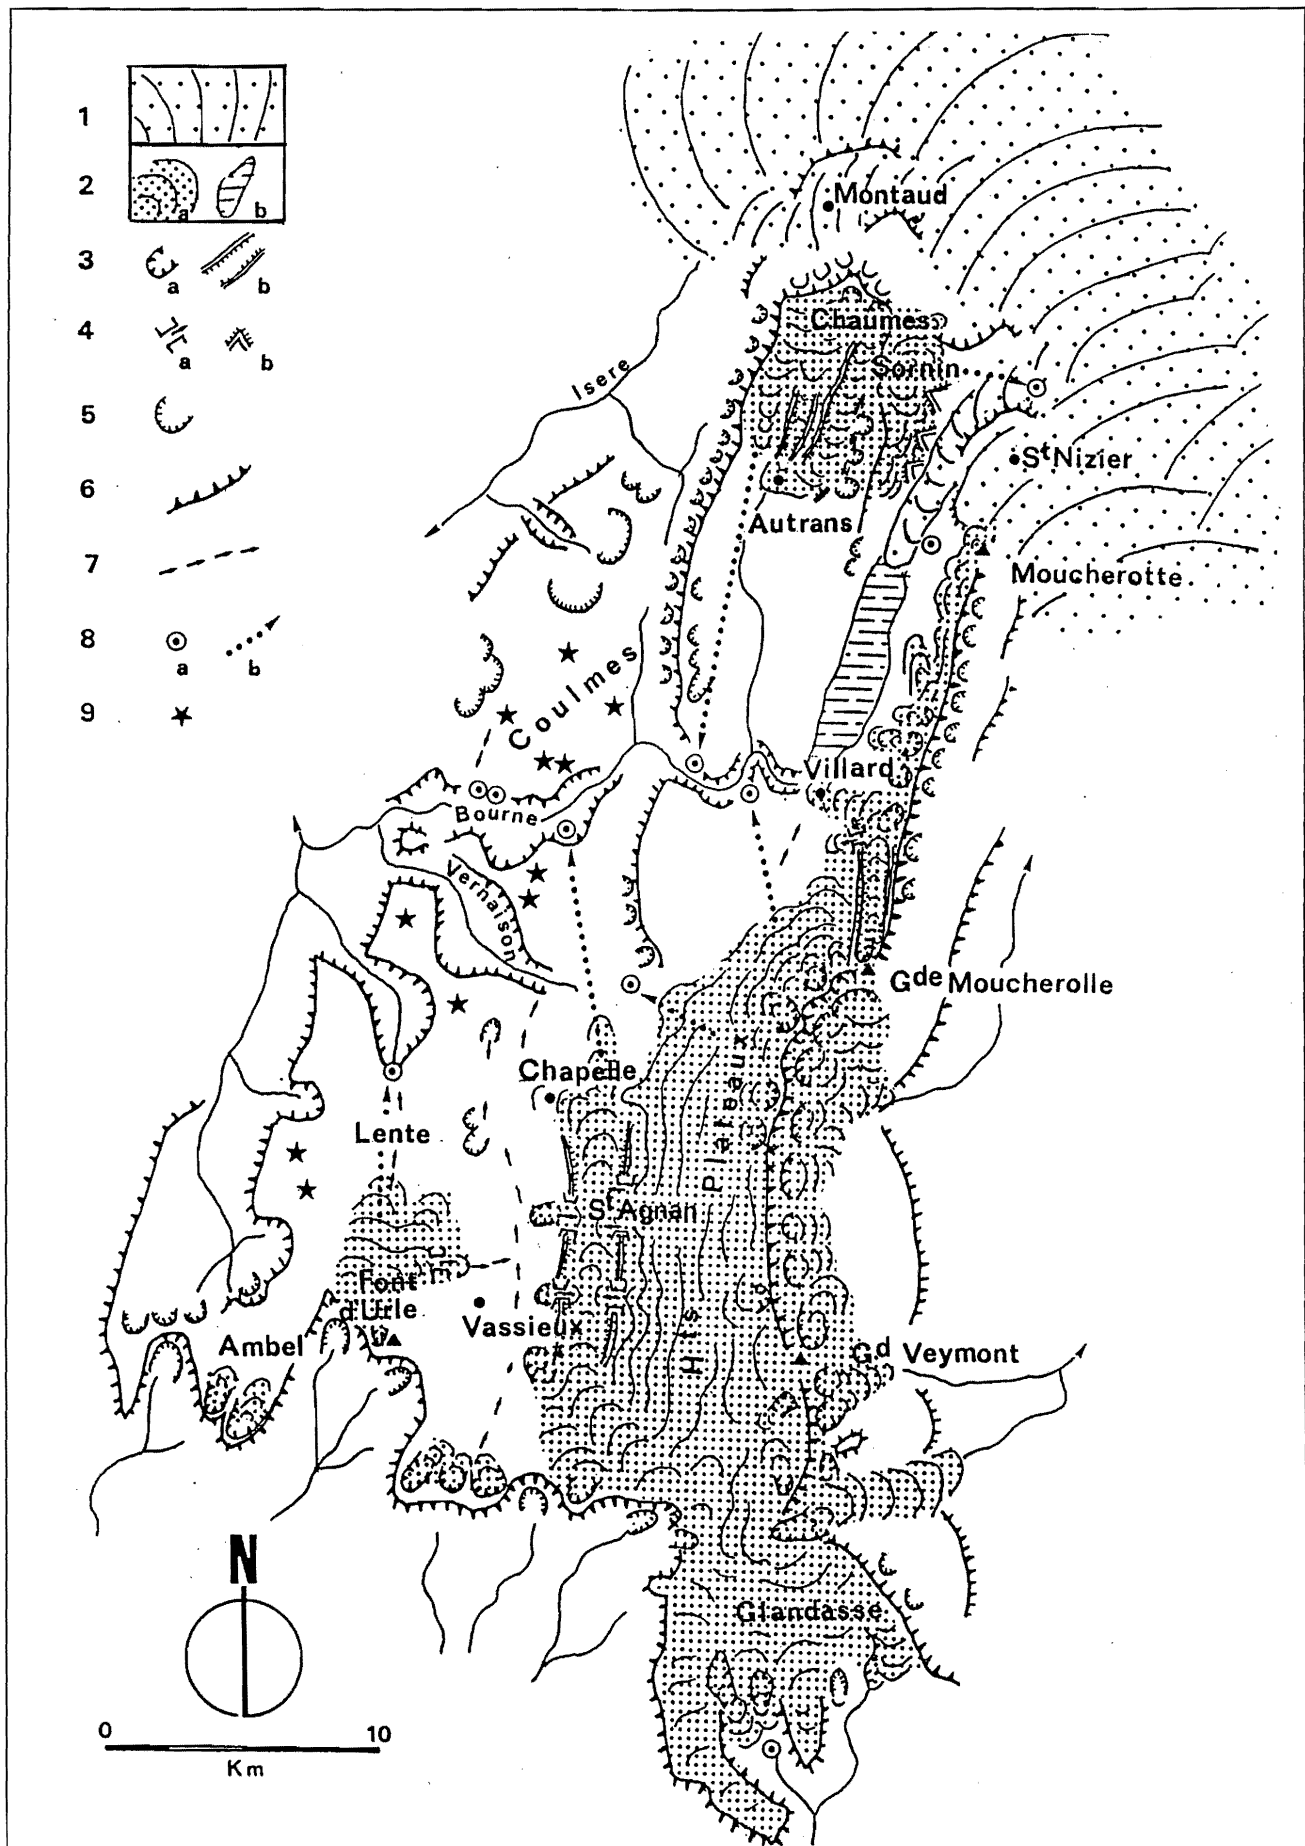 1
2
a
b
3
a
b
4
a
b
5
6
7
8
a
b
9
Montaud
Chaumes
Sornin
Isere
St Nizier
Autrans
Moucherotte
Coulmes
Villard
Bourne
Vernaison
Gde Moucherolle
Chapelle
Lente
Hts Plateaux
St Agnan
Font
d'Urle
Vassieux
Ambel
Gd Veymont
N
Glandasse
0
10
Km